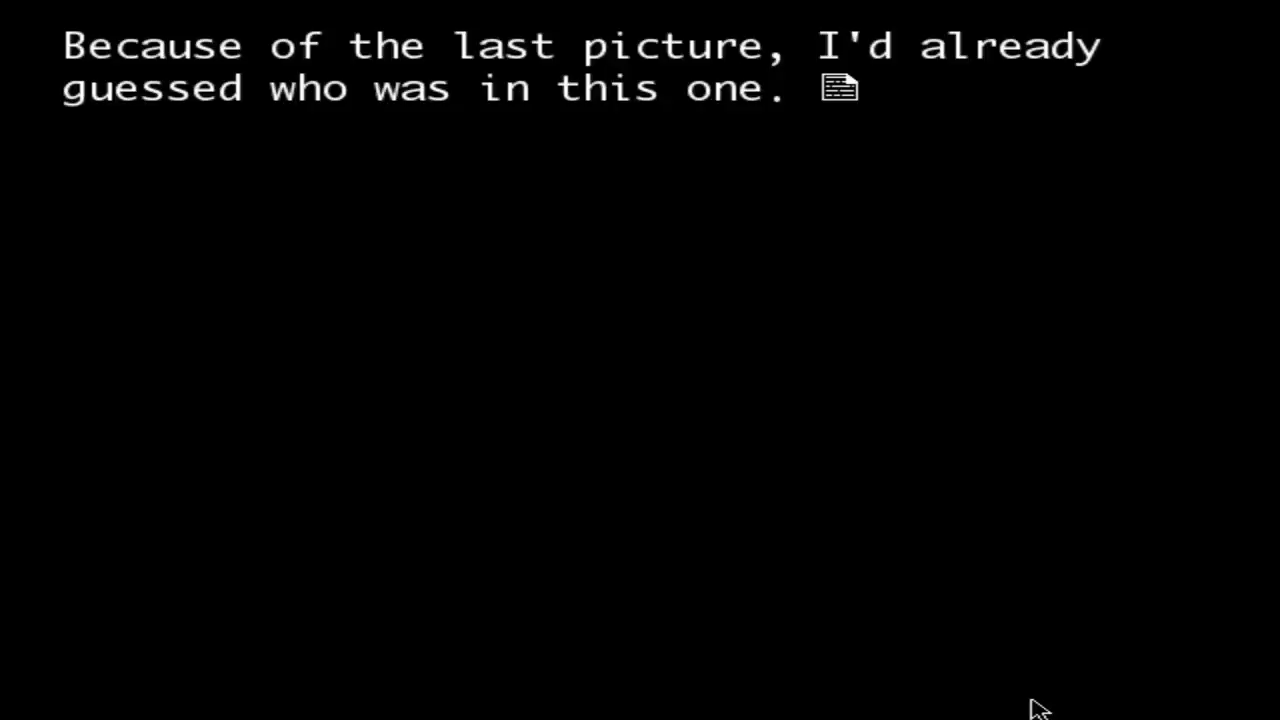 Because of the last picture, I'd already
guessed who was in this one.